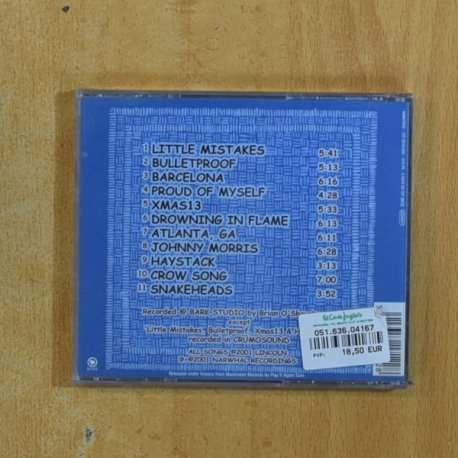 1 LITTLE MISTAKES 5:41
2 BULLETPROOF 5:13
3 BARCELONA 6:16
4 PROUD OF MYSELF 4:28
5 XMAS13 5:33
6 DROWNING IN FLAME 6:13
7 ATLANTA, GA 6:11
8 JOHNNY MORRIS 6:28
9 HAYSTACK 3:13
10 CROW SONG 7:00
11 SNAKEHEADS 3:52
Recorded @ BARK STUDIO by Brian O'Sh
except
Little Mistakes, Bulletproof, Xmas13 &
recorded in CRUMOSOUND
ALL SONGS ©2001 LINCOLN
©2001 NARWHAL RECORDINGS
El Corte Inglés
051.636.04167
PVP: 18,50 EUR